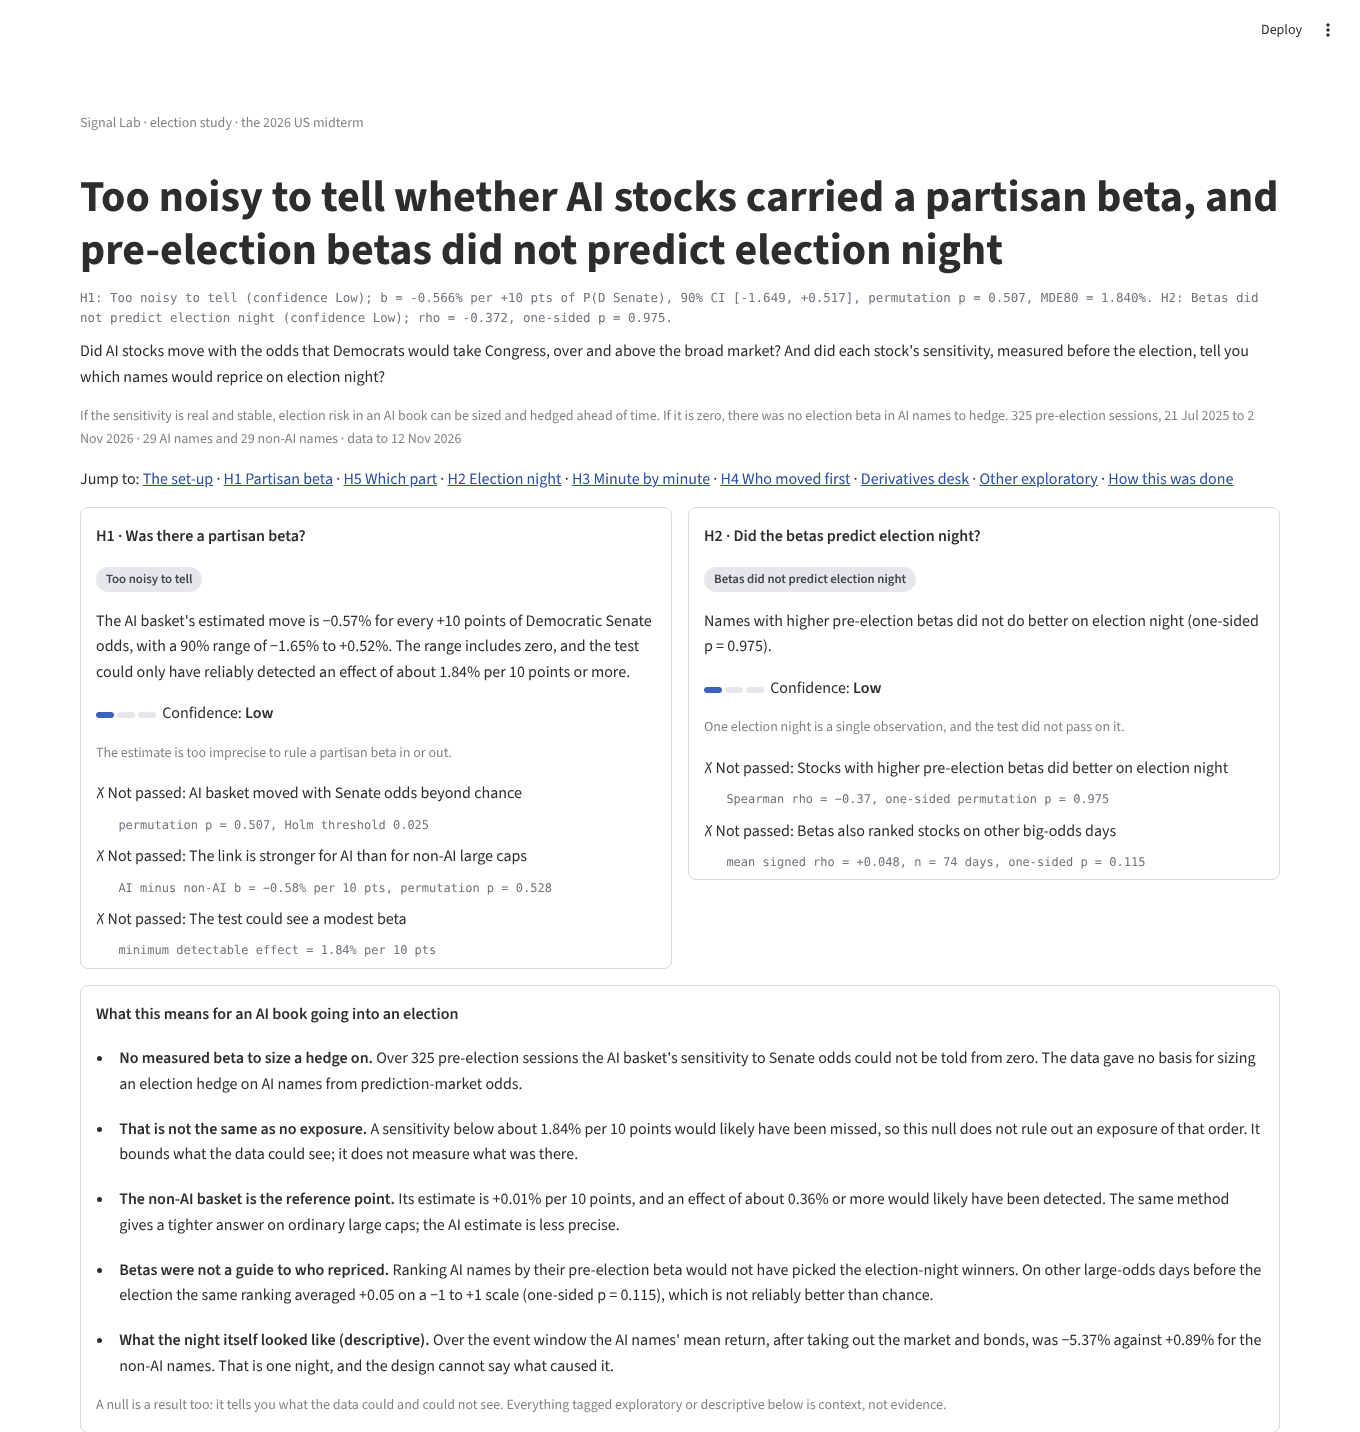 Deploy
Signal Lab · election study · the 2026 US midterm
Too noisy to tell whether AI stocks carried a partisan beta, and
pre-election betas did not predict election night
H1: Too noisy to tell (confidence Low); b = -0.566% per +10 pts of P(D Senate), 90% CI [-1.649, +0.517], permutation p = 0.507, MDE80 = 1.840%. H2: Betas did
not predict election night (confidence Low); rho = -0.372, one-sided p = 0.975.
Did AI stocks move with the odds that Democrats would take Congress, over and above the broad market? And did each stock's sensitivity, measured before the election, tell you
which names would reprice on election night?
If the sensitivity is real and stable, election risk in an AI book can be sized and hedged ahead of time. If it is zero, there was no election beta in AI names to hedge. 325 pre-election sessions, 21 Jul 2025 to 2
Nov 2026 · 29 AI names and 29 non-AI names · data to 12 Nov 2026
Jump to: The set-up · H1 Partisan beta · H5 Which part · H2 Election night · H3 Minute by minute · H4 Who moved first · Derivatives desk · Other exploratory · How this was done
H1 · Was there a partisan beta?
Too noisy to tell
The AI basket's estimated move is −0.57% for every +10 points of Democratic Senate
odds, with a 90% range of −1.65% to +0.52%. The range includes zero, and the test
could only have reliably detected an effect of about 1.84% per 10 points or more.
Confidence: Low
The estimate is too imprecise to rule a partisan beta in or out.
✗ Not passed: AI basket moved with Senate odds beyond chance
permutation p = 0.507, Holm threshold 0.025
✗ Not passed: The link is stronger for AI than for non-AI large caps
AI minus non-AI b = −0.58% per 10 pts, permutation p = 0.528
✗ Not passed: The test could see a modest beta
minimum detectable effect = 1.84% per 10 pts
H2 · Did the betas predict election night?
Betas did not predict election night
Names with higher pre-election betas did not do better on election night (one-sided
p = 0.975).
Confidence: Low
One election night is a single observation, and the test did not pass on it.
✗ Not passed: Stocks with higher pre-election betas did better on election night
Spearman rho = −0.37, one-sided permutation p = 0.975
✗ Not passed: Betas also ranked stocks on other big-odds days
mean signed rho = +0.048, n = 74 days, one-sided p = 0.115
What this means for an AI book going into an election
• No measured beta to size a hedge on. Over 325 pre-election sessions the AI basket's sensitivity to Senate odds could not be told from zero. The data gave no basis for sizing
an election hedge on AI names from prediction-market odds.
• That is not the same as no exposure. A sensitivity below about 1.84% per 10 points would likely have been missed, so this null does not rule out an exposure of that order. It
bounds what the data could see; it does not measure what was there.
• The non-AI basket is the reference point. Its estimate is +0.01% per 10 points, and an effect of about 0.36% or more would likely have been detected. The same method
gives a tighter answer on ordinary large caps; the AI estimate is less precise.
• Betas were not a guide to who repriced. Ranking AI names by their pre-election beta would not have picked the election-night winners. On other large-odds days before the
election the same ranking averaged +0.05 on a −1 to +1 scale (one-sided p = 0.115), which is not reliably better than chance.
• What the night itself looked like (descriptive). Over the event window the AI names' mean return, after taking out the market and bonds, was −5.37% against +0.89% for the
non-AI names. That is one night, and the design cannot say what caused it.
A null is a result too: it tells you what the data could and could not see. Everything tagged exploratory or descriptive below is context, not evidence.